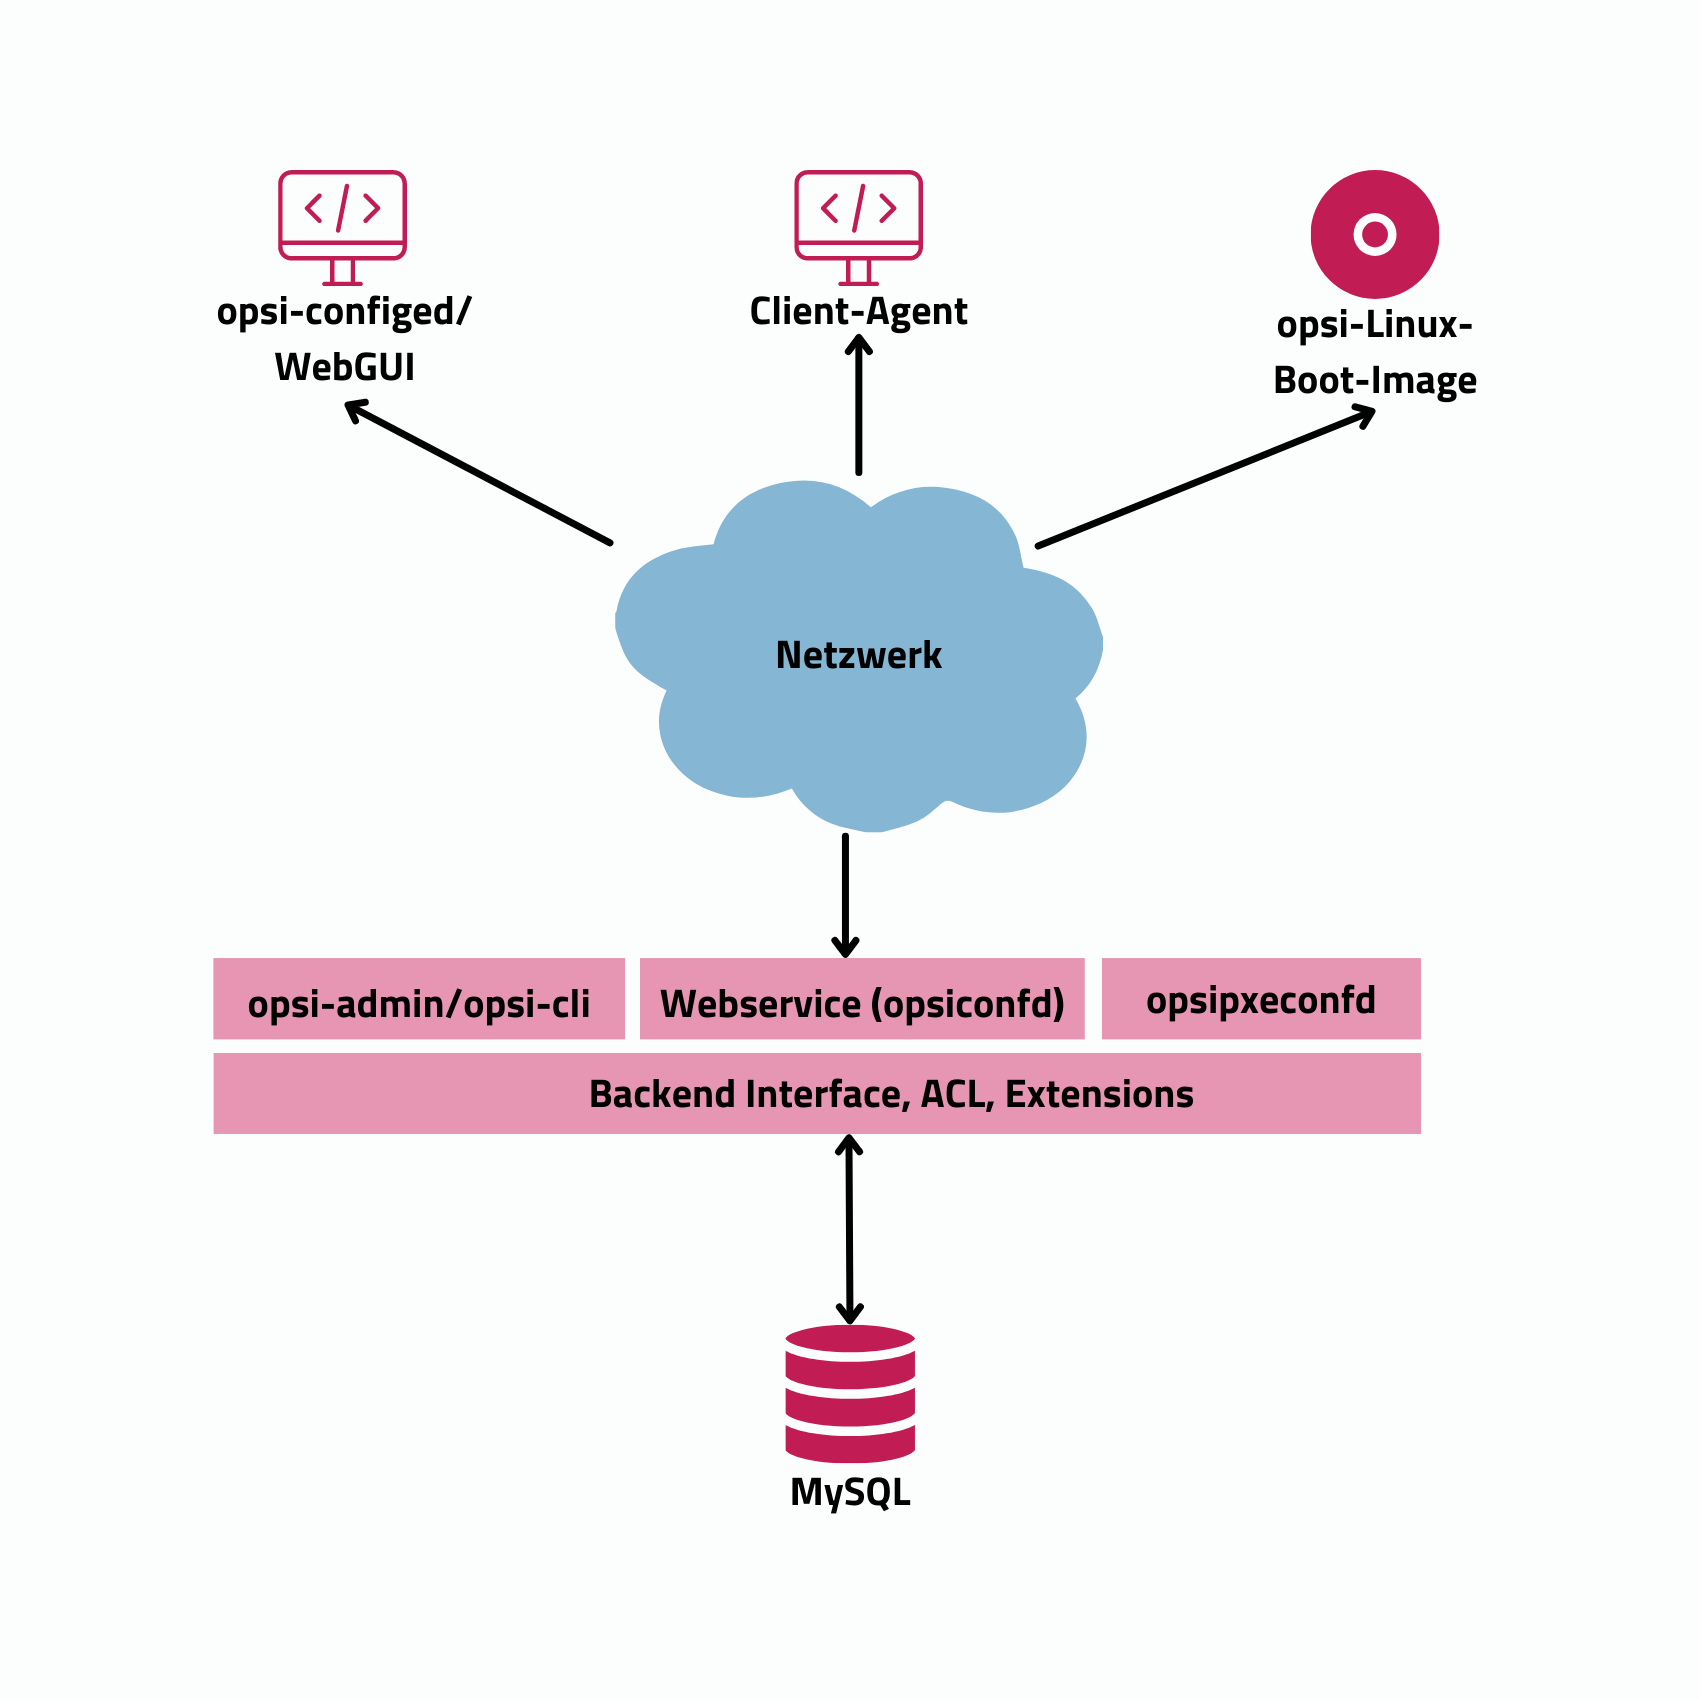 opsi-configed/
WebGUI
Client-Agent
opsi-Linux-
Boot-Image
Netzwerk
opsi-admin/opsi-cli
Webservice (opsiconfd)
opsipxeconfd
Backend Interface, ACL, Extensions
MySQL